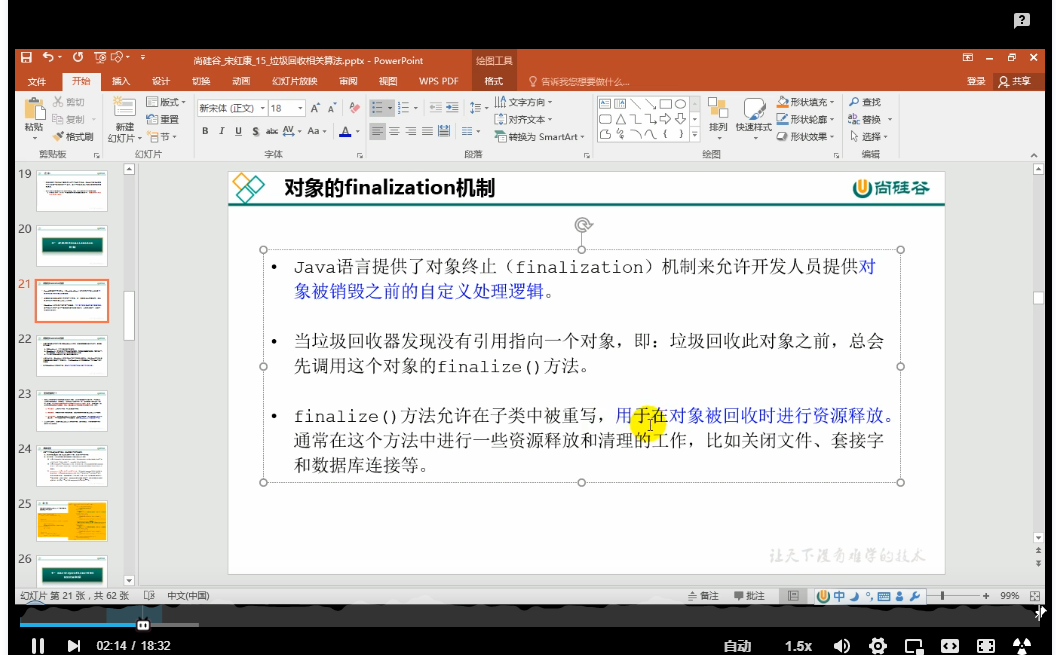 尚硅谷_宋红康_15_垃圾回收相关算法.pptx - PowerPoint
绘图工具
文件 开始 插入 设计 切换 动画 幻灯片放映 审阅 视图 WPS PDF 格式 告诉我您想要做什么... 登录 共享
粘贴 剪切 复制 格式刷
新建 幻灯片 版式 重置 节
新宋体 (正文) 18
B I U S abc AV Aa A
文字方向 对齐文本 转换为 SmartArt
排列 快速样式 形状填充 形状轮廓 形状效果
查找 替换 选择
剪贴板 幻灯片 字体 段落 绘图 编辑
19
20
21
22
23
24
25
26
对象的finalization机制
尚硅谷
• Java语言提供了对象终止（finalization）机制来允许开发人员提供对
象被销毁之前的自定义处理逻辑。
• 当垃圾回收器发现没有引用指向一个对象，即：垃圾回收此对象之前，总会
先调用这个对象的finalize()方法。
• finalize()方法允许在子类中被重写，用于在对象被回收时进行资源释放。
通常在这个方法中进行一些资源释放和清理的工作，比如关闭文件、套接字
和数据库连接等。
让天下没有难学的技术
幻灯片 第 21 张，共 62 张 中文(中国) 备注 批注 中 99%
02:14 / 18:32 自动 1.5x